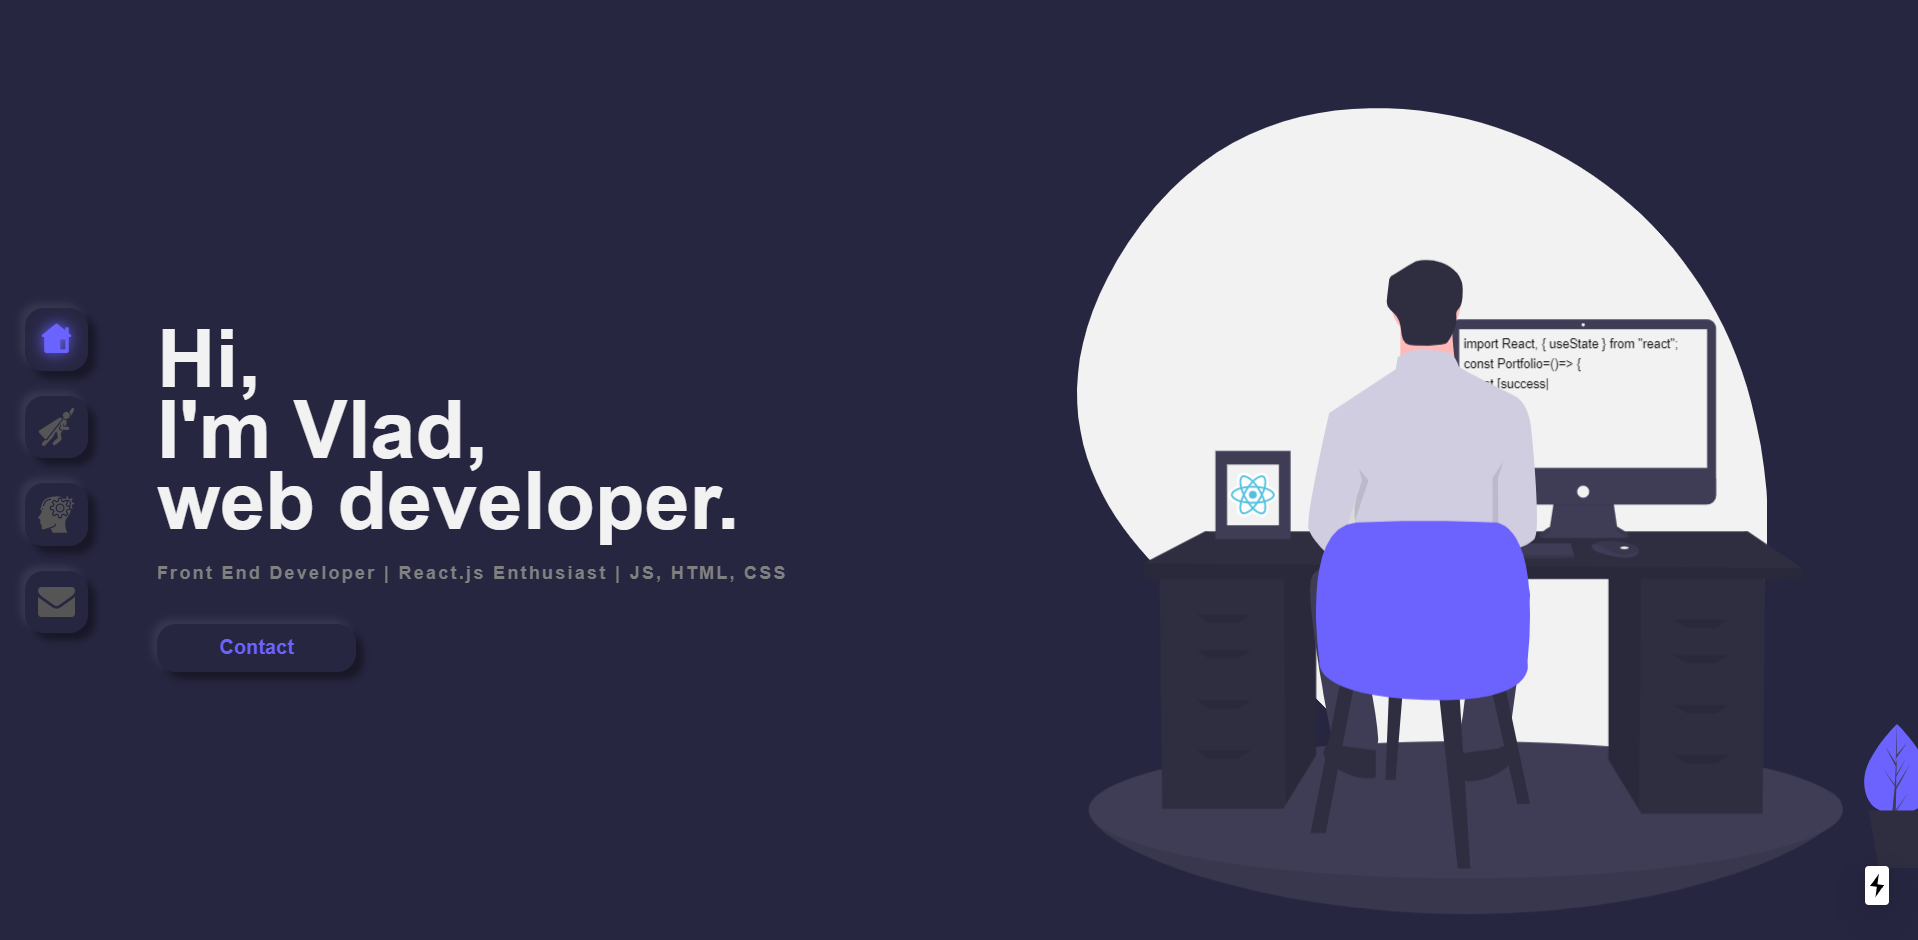 Hi,
I'm Vlad,
web developer.
Front End Developer | React.js Enthusiast | JS, HTML, CSS
Contact
import React, { useState } from "react";
const Portfolio=()=> {
[success|